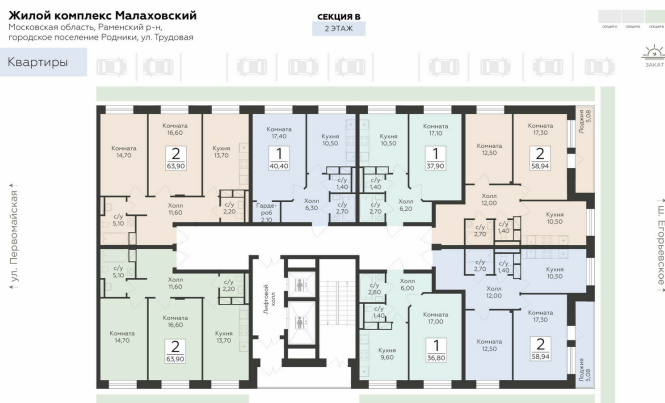 Жилой комплекс Малаховский
Московская область, Раменский р-н,
городское поселение Родники, ул. Трудовая
СЕКЦИЯ В
2 ЭТАЖ
Квартиры
ЗАКАТ
ул. Первомайская
ш. Егорьевское
Комната
14,70
Комната
16,60
2
63,90
Кухня
13,70
Холл
11,60
с/у
5,10
с/у
2,20
Комната
17,40
1
40,40
Кухня
10,50
с/у
1,40
с/у
2,70
Холл
6,30
Гарде-
роб
2,10
Кухня
10,50
Комната
17,10
1
37,90
с/у
1,40
с/у
2,70
Холл
6,20
Комната
12,50
Комната
17,30
2
58,94
Лоджия
5,08
Холл
12,00
с/у
2,70
с/у
1,40
Кухня
10,50
с/у
5,10
Холл
11,60
с/у
2,20
Комната
14,70
Комната
16,60
2
63,90
Кухня
13,70
Лифтовой
холл
с/у
2,80
с/у
1,40
Холл
6,00
Кухня
9,60
Комната
17,00
1
36,80
с/у
2,70
с/у
1,40
Кухня
10,50
Холл
12,00
Комната
12,50
Комната
17,30
2
58,94
Лоджия
5,08